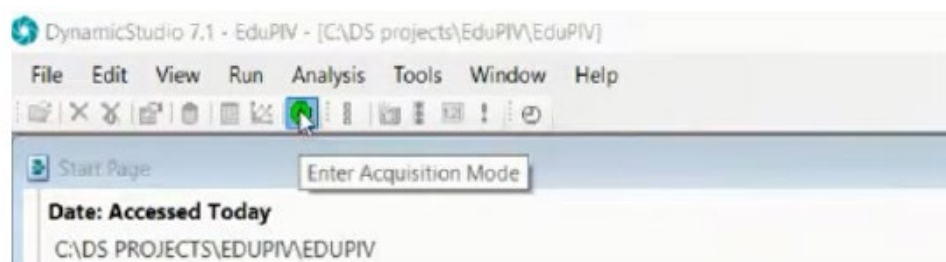 DynamicStudio 7.1 - EduPIV - [C:\DS projects\EduPIV\EduPIV]
File Edit View Run Analysis Tools Window Help
Start Page
Enter Acquisition Mode
Date: Accessed Today
C:\DS PROJECTS\EDUPIV\EDUPIV